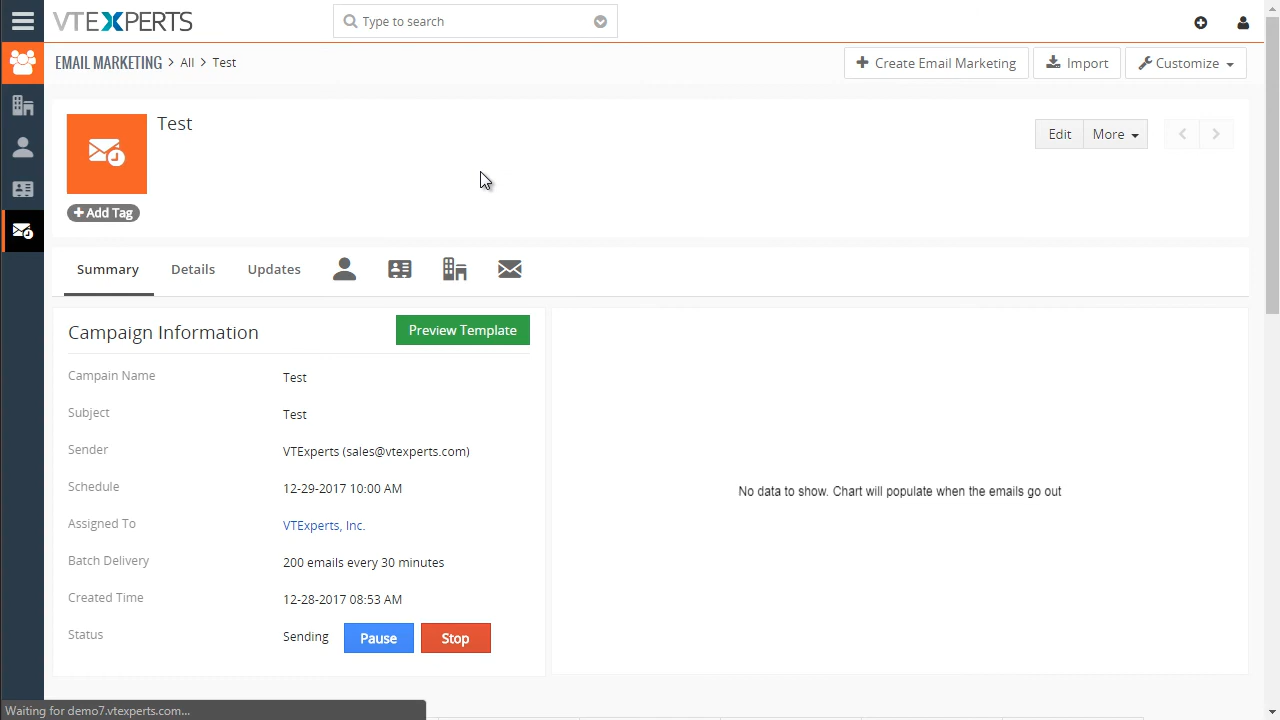 VTEXPERTS
Type to search
EMAIL MARKETING > All > Test
Create Email Marketing
Import
Customize
Test
Edit
More
Add Tag
Summary
Details
Updates
Campaign Information
Preview Template
Campain Name
Test
Subject
Test
Sender
VTExperts (sales@vtexperts.com)
Schedule
12-29-2017 10:00 AM
Assigned To
VTExperts, Inc.
Batch Delivery
200 emails every 30 minutes
Created Time
12-28-2017 08:53 AM
Status
Sending
Pause
Stop
No data to show. Chart will populate when the emails go out
Waiting for demo7.vtexperts.com...